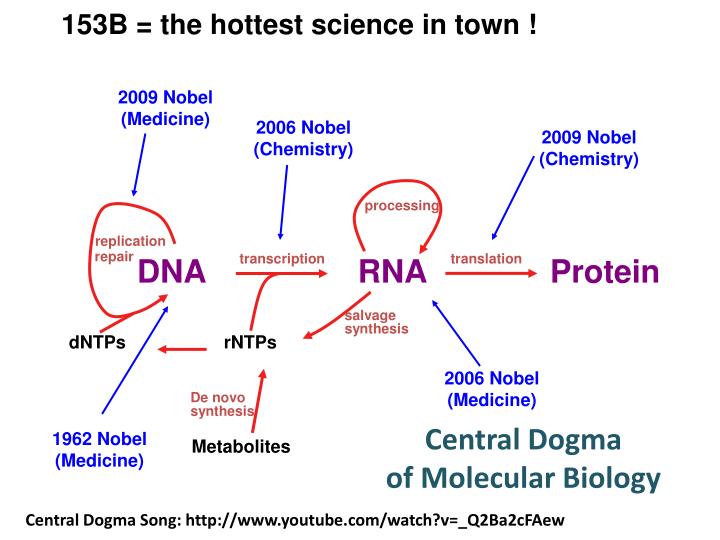 153B = the hottest science in town !
2009 Nobel
(Medicine)
2006 Nobel
(Chemistry)
2009 Nobel
(Chemistry)
processing
replication
repair
DNA
transcription
RNA
translation
Protein
salvage
synthesis
dNTPs
rNTPs
2006 Nobel
(Medicine)
De novo
synthesis
1962 Nobel
(Medicine)
Metabolites
Central Dogma
of Molecular Biology
Central Dogma Song: http://www.youtube.com/watch?v=_Q2Ba2cFAew